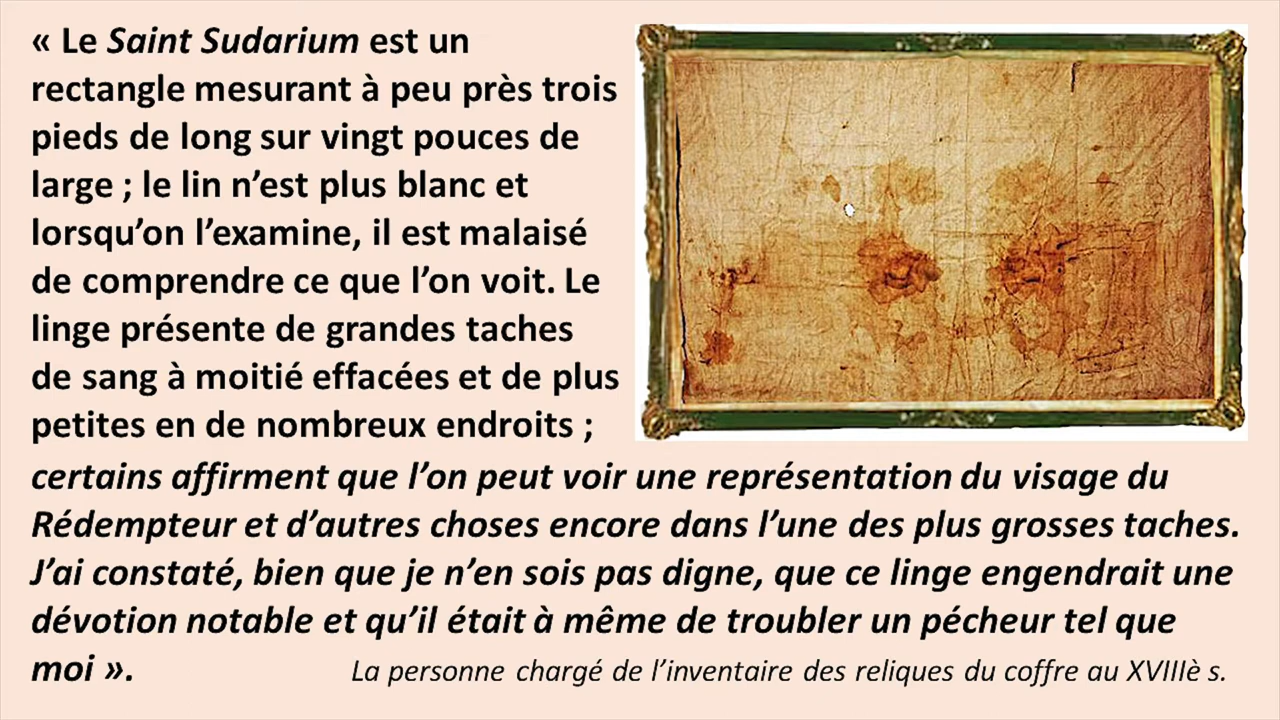 « Le Saint Sudarium est un
rectangle mesurant à peu près trois
pieds de long sur vingt pouces de
large ; le lin n’est plus blanc et
lorsqu’on l’examine, il est malaisé
de comprendre ce que l’on voit. Le
linge présente de grandes taches
de sang à moitié effacées et de plus
petites en de nombreux endroits ;
certains affirment que l’on peut voir une représentation du visage du
Rédempteur et d’autres choses encore dans l’une des plus grosses taches.
J’ai constaté, bien que je n’en sois pas digne, que ce linge engendrait une
dévotion notable et qu’il était à même de troubler un pécheur tel que
moi ».
La personne chargé de l’inventaire des reliques du coffre au XVIIIè s.